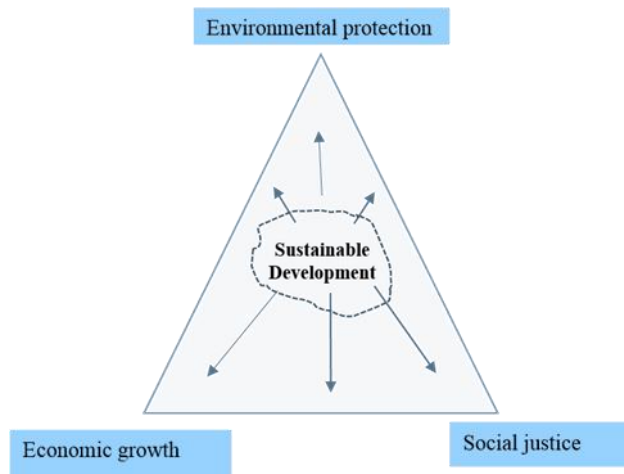 Environmental protection
Sustainable
Development
Economic growth
Social justice